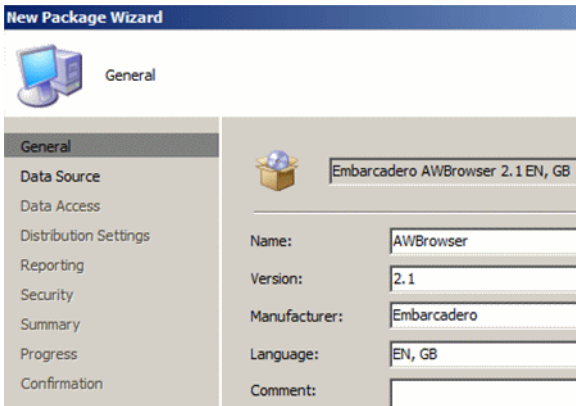 New Package Wizard
General
General
Data Source
Data Access
Distribution Settings
Reporting
Security
Summary
Progress
Confirmation
Embarcadero AWBrowser 2.1 EN, GB
Name: AWBrowser
Version: 2.1
Manufacturer: Embarcadero
Language: EN, GB
Comment: